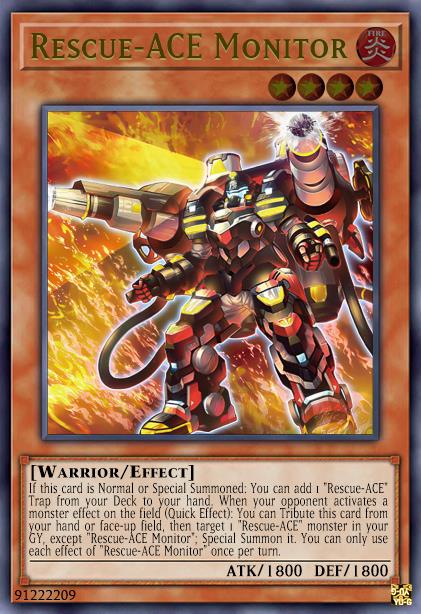 Rescue-ACE Monitor
FIRE
炎
[Warrior/Effect]
If this card is Normal or Special Summoned: You can add 1 "Rescue-ACE"
Trap from your Deck to your hand. When your opponent activates a
monster effect on the field (Quick Effect): You can Tribute this card from
your hand or face-up field, then target 1 "Rescue-ACE" monster in your
GY, except "Rescue-ACE Monitor"; Special Summon it. You can only use
each effect of "Rescue-ACE Monitor" once per turn.
ATK/1800 DEF/1800
91222209